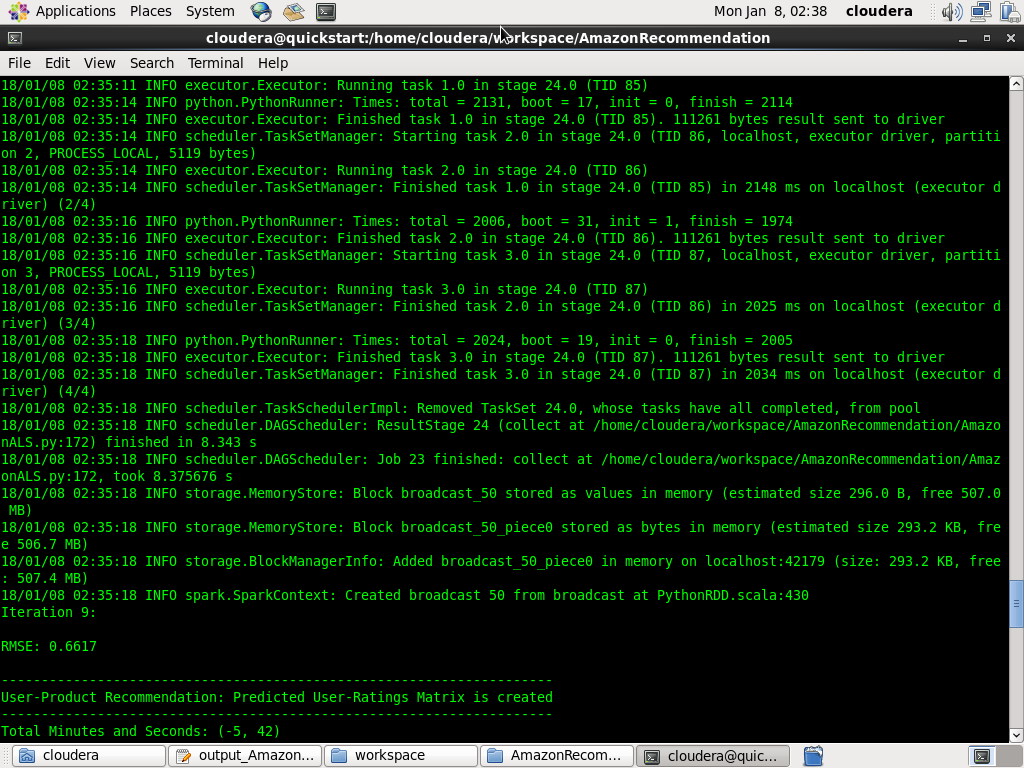 Applications Places System Mon Jan 8, 02:38 cloudera
cloudera@quickstart:/home/cloudera/workspace/AmazonRecommendation
File Edit View Search Terminal Help
18/01/08 02:35:11 INFO executor.Executor: Running task 1.0 in stage 24.0 (TID 85)
18/01/08 02:35:14 INFO python.PythonRunner: Times: total = 2131, boot = 17, init = 0, finish = 2114
18/01/08 02:35:14 INFO executor.Executor: Finished task 1.0 in stage 24.0 (TID 85). 111261 bytes result sent to driver
18/01/08 02:35:14 INFO scheduler.TaskSetManager: Starting task 2.0 in stage 24.0 (TID 86, localhost, executor driver, partiti
on 2, PROCESS_LOCAL, 5119 bytes)
18/01/08 02:35:14 INFO executor.Executor: Running task 2.0 in stage 24.0 (TID 86)
18/01/08 02:35:14 INFO scheduler.TaskSetManager: Finished task 1.0 in stage 24.0 (TID 85) in 2148 ms on localhost (executor d
river) (2/4)
18/01/08 02:35:16 INFO python.PythonRunner: Times: total = 2006, boot = 31, init = 1, finish = 1974
18/01/08 02:35:16 INFO executor.Executor: Finished task 2.0 in stage 24.0 (TID 86). 111261 bytes result sent to driver
18/01/08 02:35:16 INFO scheduler.TaskSetManager: Starting task 3.0 in stage 24.0 (TID 87, localhost, executor driver, partiti
on 3, PROCESS_LOCAL, 5119 bytes)
18/01/08 02:35:16 INFO executor.Executor: Running task 3.0 in stage 24.0 (TID 87)
18/01/08 02:35:16 INFO scheduler.TaskSetManager: Finished task 2.0 in stage 24.0 (TID 86) in 2025 ms on localhost (executor d
river) (3/4)
18/01/08 02:35:18 INFO python.PythonRunner: Times: total = 2024, boot = 19, init = 0, finish = 2005
18/01/08 02:35:18 INFO executor.Executor: Finished task 3.0 in stage 24.0 (TID 87). 111261 bytes result sent to driver
18/01/08 02:35:18 INFO scheduler.TaskSetManager: Finished task 3.0 in stage 24.0 (TID 87) in 2034 ms on localhost (executor d
river) (4/4)
18/01/08 02:35:18 INFO scheduler.TaskSchedulerImpl: Removed TaskSet 24.0, whose tasks have all completed, from pool
18/01/08 02:35:18 INFO scheduler.DAGScheduler: ResultStage 24 (collect at /home/cloudera/workspace/AmazonRecommendation/Amazo
nALS.py:172) finished in 8.343 s
18/01/08 02:35:18 INFO scheduler.DAGScheduler: Job 23 finished: collect at /home/cloudera/workspace/AmazonRecommendation/Amaz
onALS.py:172, took 8.375676 s
18/01/08 02:35:18 INFO storage.MemoryStore: Block broadcast_50 stored as values in memory (estimated size 296.0 B, free 507.0
MB)
18/01/08 02:35:18 INFO storage.MemoryStore: Block broadcast_50_piece0 stored as bytes in memory (estimated size 293.2 KB, fre
e 506.7 MB)
18/01/08 02:35:18 INFO storage.BlockManagerInfo: Added broadcast_50_piece0 in memory on localhost:42179 (size: 293.2 KB, free
: 507.4 MB)
18/01/08 02:35:18 INFO spark.SparkContext: Created broadcast 50 from broadcast at PythonRDD.scala:430
Iteration 9:
RMSE: 0.6617
---------------------------------------------------------------------
User-Product Recommendation: Predicted User-Ratings Matrix is created
---------------------------------------------------------------------
Total Minutes and Seconds: (-5, 42)
cloudera output_Amazon... workspace AmazonRecom... cloudera@quic...